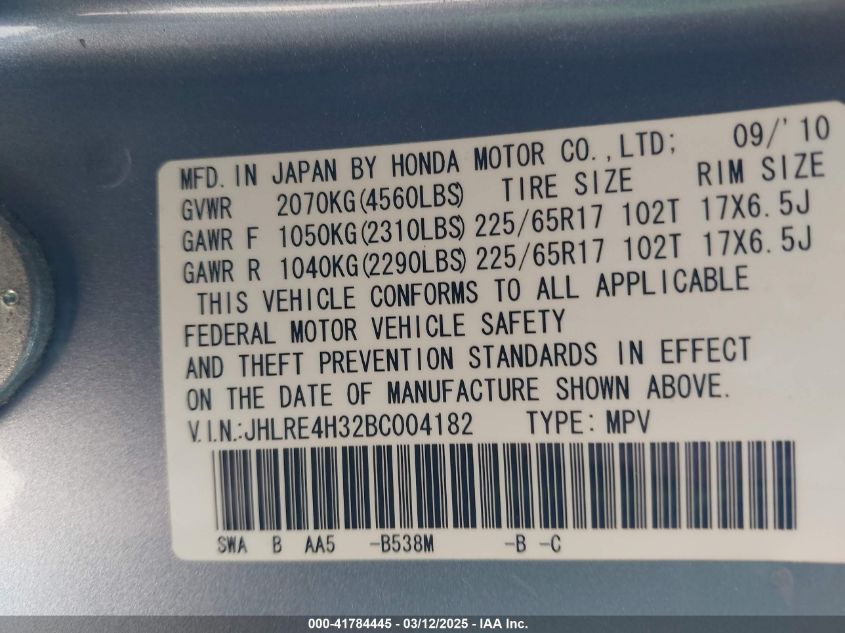 MFD. IN JAPAN BY HONDA MOTOR CO., LTD; 09/'10
GVWR 2070KG(4560LBS) TIRE SIZE RIM SIZE
GAWR F 1050KG(2310LBS) 225/65R17 102T 17X6.5J
GAWR R 1040KG(2290LBS) 225/65R17 102T 17X6.5J
THIS VEHICLE CONFORMS TO ALL APPLICABLE
FEDERAL MOTOR VEHICLE SAFETY
AND THEFT PREVENTION STANDARDS IN EFFECT
ON THE DATE OF MANUFACTURE SHOWN ABOVE.
V.I.N.:JHLRE4H32BC004182 TYPE: MPV
SWA B AA5 -B538M -B -C
000-41784445 - 03/12/2025 - IAA Inc.